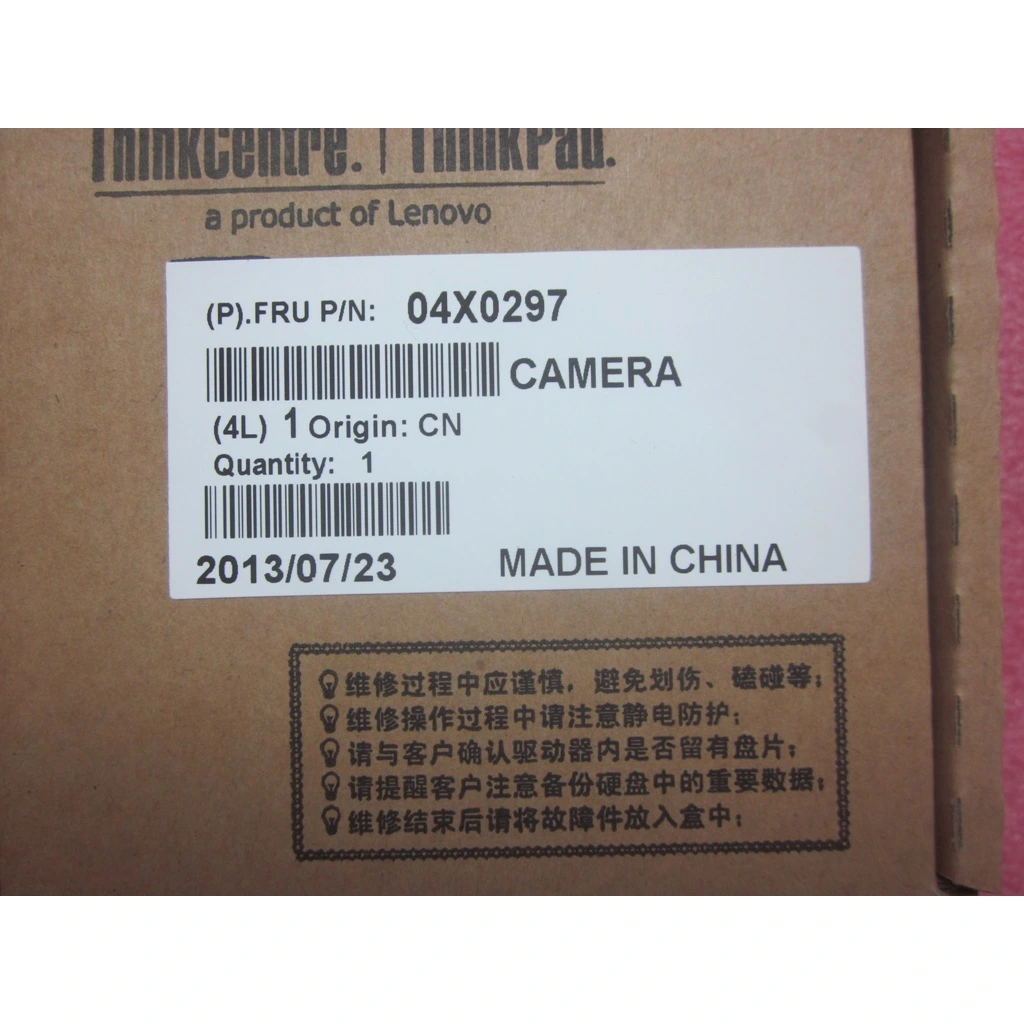 ThinkCentre. | ThinkPad.
a product of Lenovo
(P).FRU P/N: 04X0297
CAMERA
(4L) 1 Origin: CN
Quantity: 1
2013/07/23 MADE IN CHINA
维修过程中应谨慎，避免划伤、磕碰等；
维修操作过程中请注意静电防护；
请与客户确认驱动器内是否留有盘片；
请提醒客户注意备份硬盘中的重要数据；
维修结束后请将故障件放入盒中；